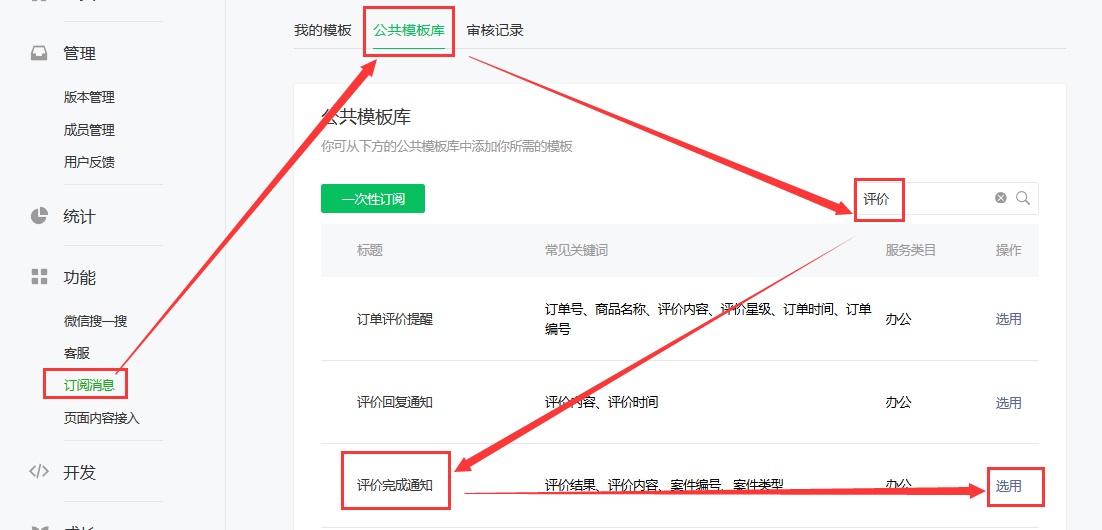 我的模板 公共模板库 审核记录
管理
版本管理
成员管理
用户反馈
统计
功能
微信搜一搜
客服
订阅消息
页面内容接入
开发
公共模板库
你可从下方的公共模板库中添加你所需的模板
一次性订阅 评价
标题 常见关键词 服务类目 操作
订单评价提醒 订单号、商品名称、评价内容、评价星级、订单时间、订单
编号 办公 选用
评价回复通知 评价内容、评价时间 办公 选用
评价完成通知 评价结果、评价内容、案件编号、案件类型 办公 选用